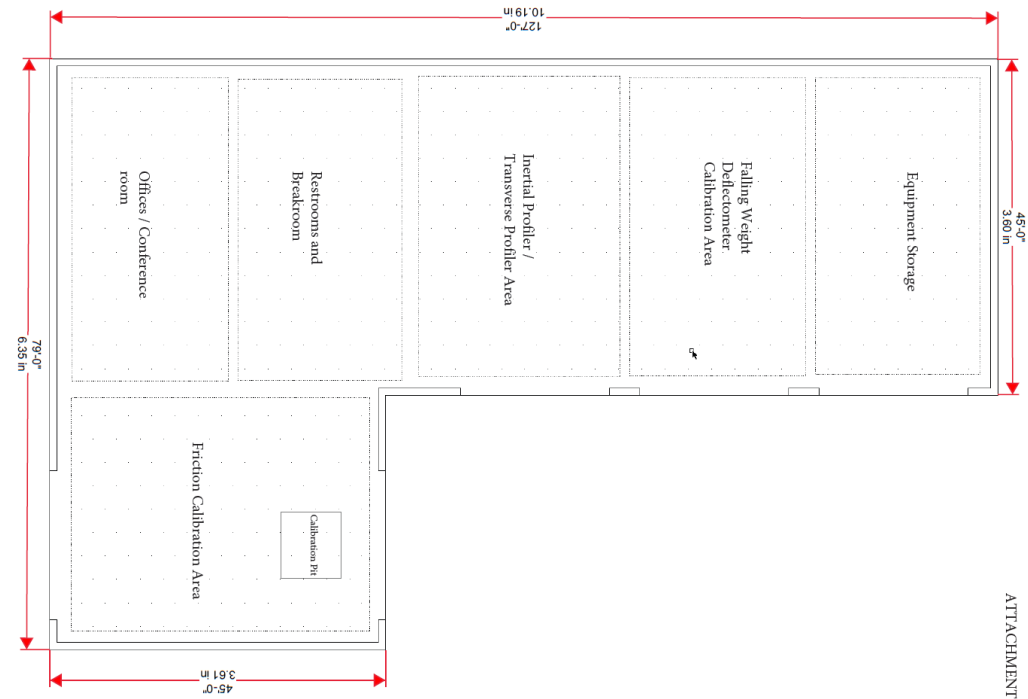 127'-0"
10.19 in
45'-0"
3.60 in
Offices / Conference
room
Restrooms and
Breakroom
Inertial Profiler /
Transverse Profiler Area
Falling Weight
Deflectometer
Calibration Area
Equipment Storage
79'-0"
6.35 in
Friction Calibration Area
Calibration Pit
45'-0"
3.61 in
ATTACHMENT